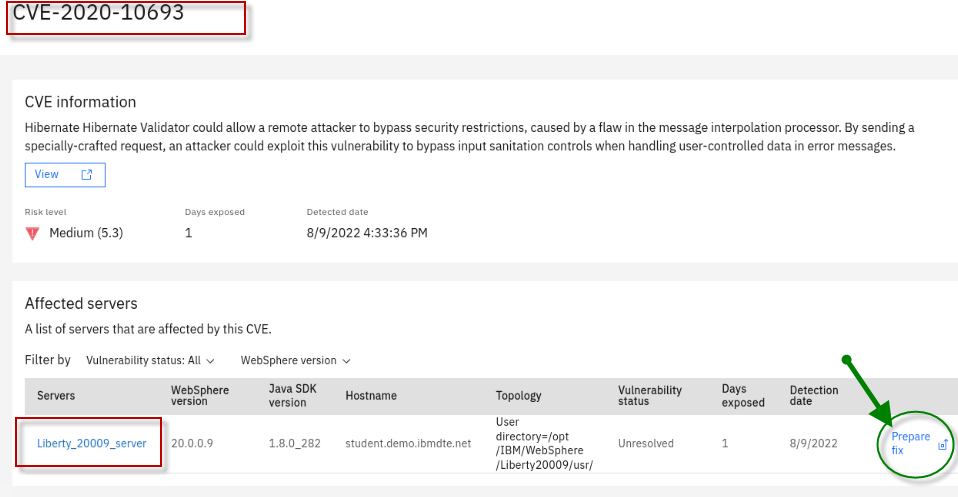 CVE-2020-10693
CVE information
Hibernate Hibernate Validator could allow a remote attacker to bypass security restrictions, caused by a flaw in the message interpolation processor. By sending a
specially-crafted request, an attacker could exploit this vulnerability to bypass input sanitation controls when handling user-controlled data in error messages.
View
Risk level Days exposed Detected date
Medium (5.3) 1 8/9/2022 4:33:36 PM
Affected servers
A list of servers that are affected by this CVE.
Filter by Vulnerability status: All WebSphere version
Servers WebSphere version Java SDK version Hostname Topology Vulnerability status Days exposed Detection date
Liberty_20009_server 20.0.0.9 1.8.0_282 student.demo.ibmdte.net User directory=/opt /IBM/WebSphere /Liberty20009/usr/ Unresolved 1 8/9/2022 Prepare fix